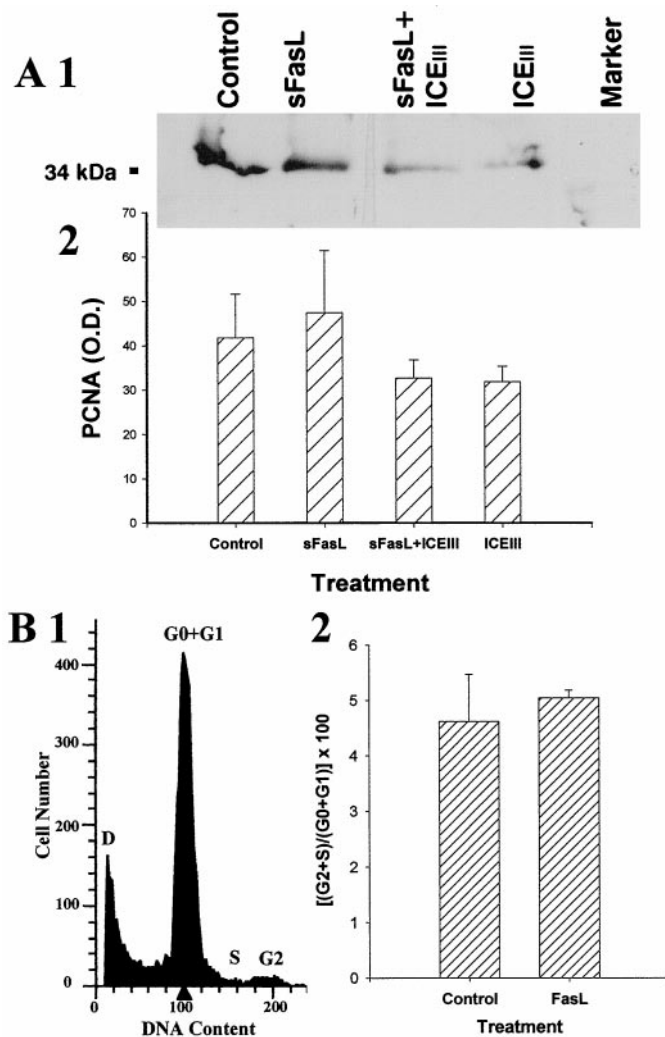 A 1
Control
sFasL
sFasL+
ICEIII
ICEIII
Marker
34 kDa
2
70
60
50
40
30
20
10
0
PCNA (O.D.)
Control
sFasL
sFasL+ICEIII
ICEIII
Treatment
B 1
G0+G1
400
300
200
100
0
Cell Number
D
S
G2
0
100
200
DNA Content
2
6
5
4
3
2
1
0
[(G2+S)/(G0+G1)] x 100
Control
FasL
Treatment